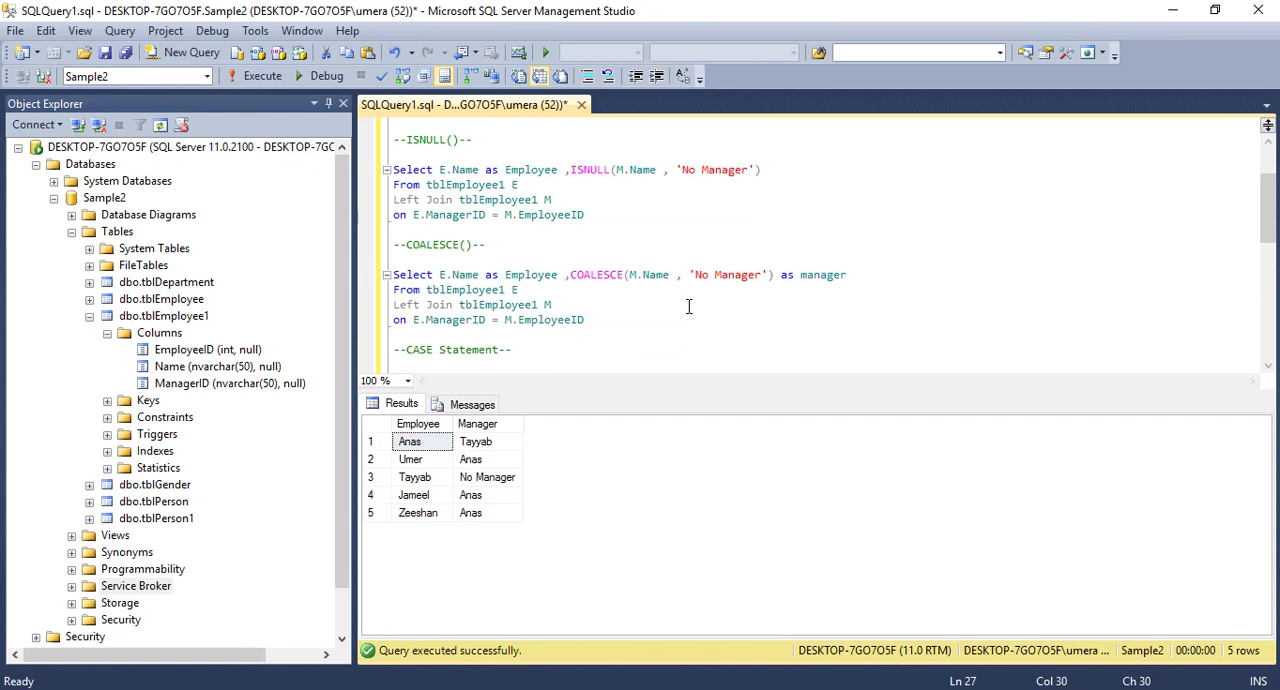 SQLQuery1.sql - DESKTOP-7GO7O5F.Sample2 (DESKTOP-7GO7O5F\umera (52))* - Microsoft SQL Server Management Studio
File Edit View Query Project Debug Tools Window Help
New Query
Sample2 Execute Debug
Object Explorer
Connect
DESKTOP-7GO7O5F (SQL Server 11.0.2100 - DESKTOP-7GC
Databases
System Databases
Sample2
Database Diagrams
Tables
System Tables
FileTables
dbo.tblDepartment
dbo.tblEmployee
dbo.tblEmployee1
Columns
EmployeeID (int, null)
Name (nvarchar(50), null)
ManagerID (nvarchar(50), null)
Keys
Constraints
Triggers
Indexes
Statistics
dbo.tblGender
dbo.tblPerson
dbo.tblPerson1
Views
Synonyms
Programmability
Service Broker
Storage
Security
Security
SQLQuery1.sql - D...GO7O5F\umera (52))*
--ISNULL()--
Select E.Name as Employee ,ISNULL(M.Name , 'No Manager')
From tblEmployee1 E
Left Join tblEmployee1 M
on E.ManagerID = M.EmployeeID
--COALESCE()--
Select E.Name as Employee ,COALESCE(M.Name , 'No Manager') as manager
From tblEmployee1 E
Left Join tblEmployee1 M
on E.ManagerID = M.EmployeeID
--CASE Statement--
100 %
Results Messages
Employee Manager
1 Anas Tayyab
2 Umer Anas
3 Tayyab No Manager
4 Jameel Anas
5 Zeeshan Anas
Query executed successfully. DESKTOP-7GO7O5F (11.0 RTM) DESKTOP-7GO7O5F\umera ... Sample2 00:00:00 5 rows
Ready Ln 27 Col 30 Ch 30 INS